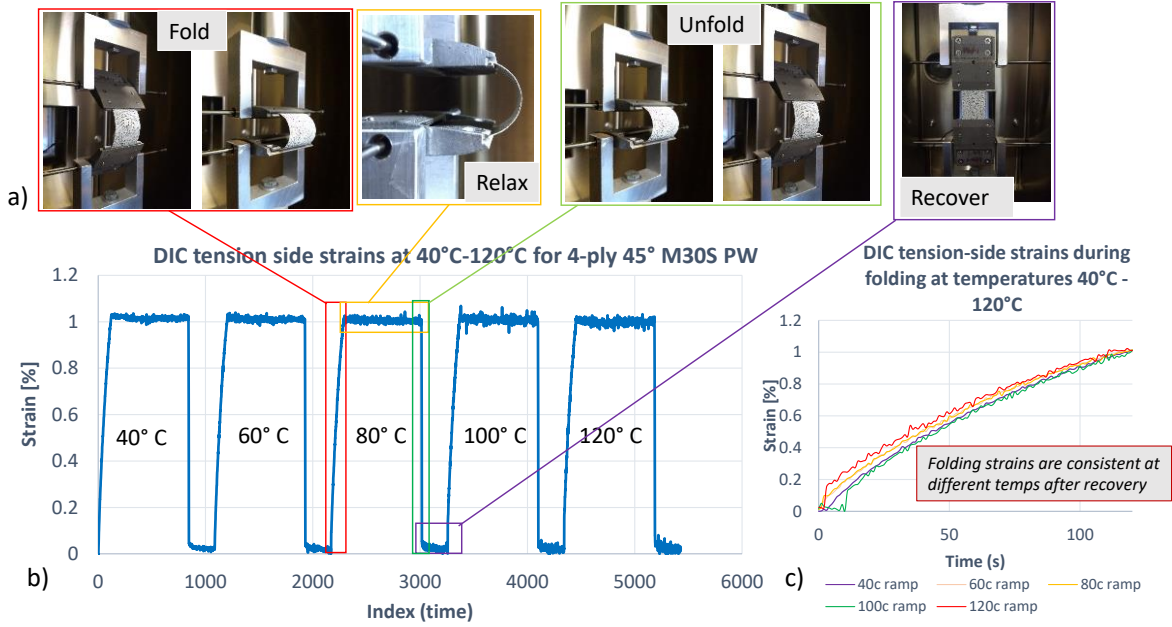 Fold
Unfold
Relax
Recover
a)
DIC tension side strains at 40°C-120°C for 4-ply 45° M30S PW
Strain [%]
1.2
1
0.8
0.6
0.4
0.2
0
40° C
60° C
80° C
100° C
120° C
0
1000
2000
3000
4000
5000
6000
Index (time)
b)
DIC tension-side strains during
folding at temperatures 40°C -
120°C
Strain [%]
1.2
1
0.8
0.6
0.4
0.2
0
Folding strains are consistent at
different temps after recovery
0
50
100
Time (s)
c)
40c ramp
60c ramp
80c ramp
100c ramp
120c ramp